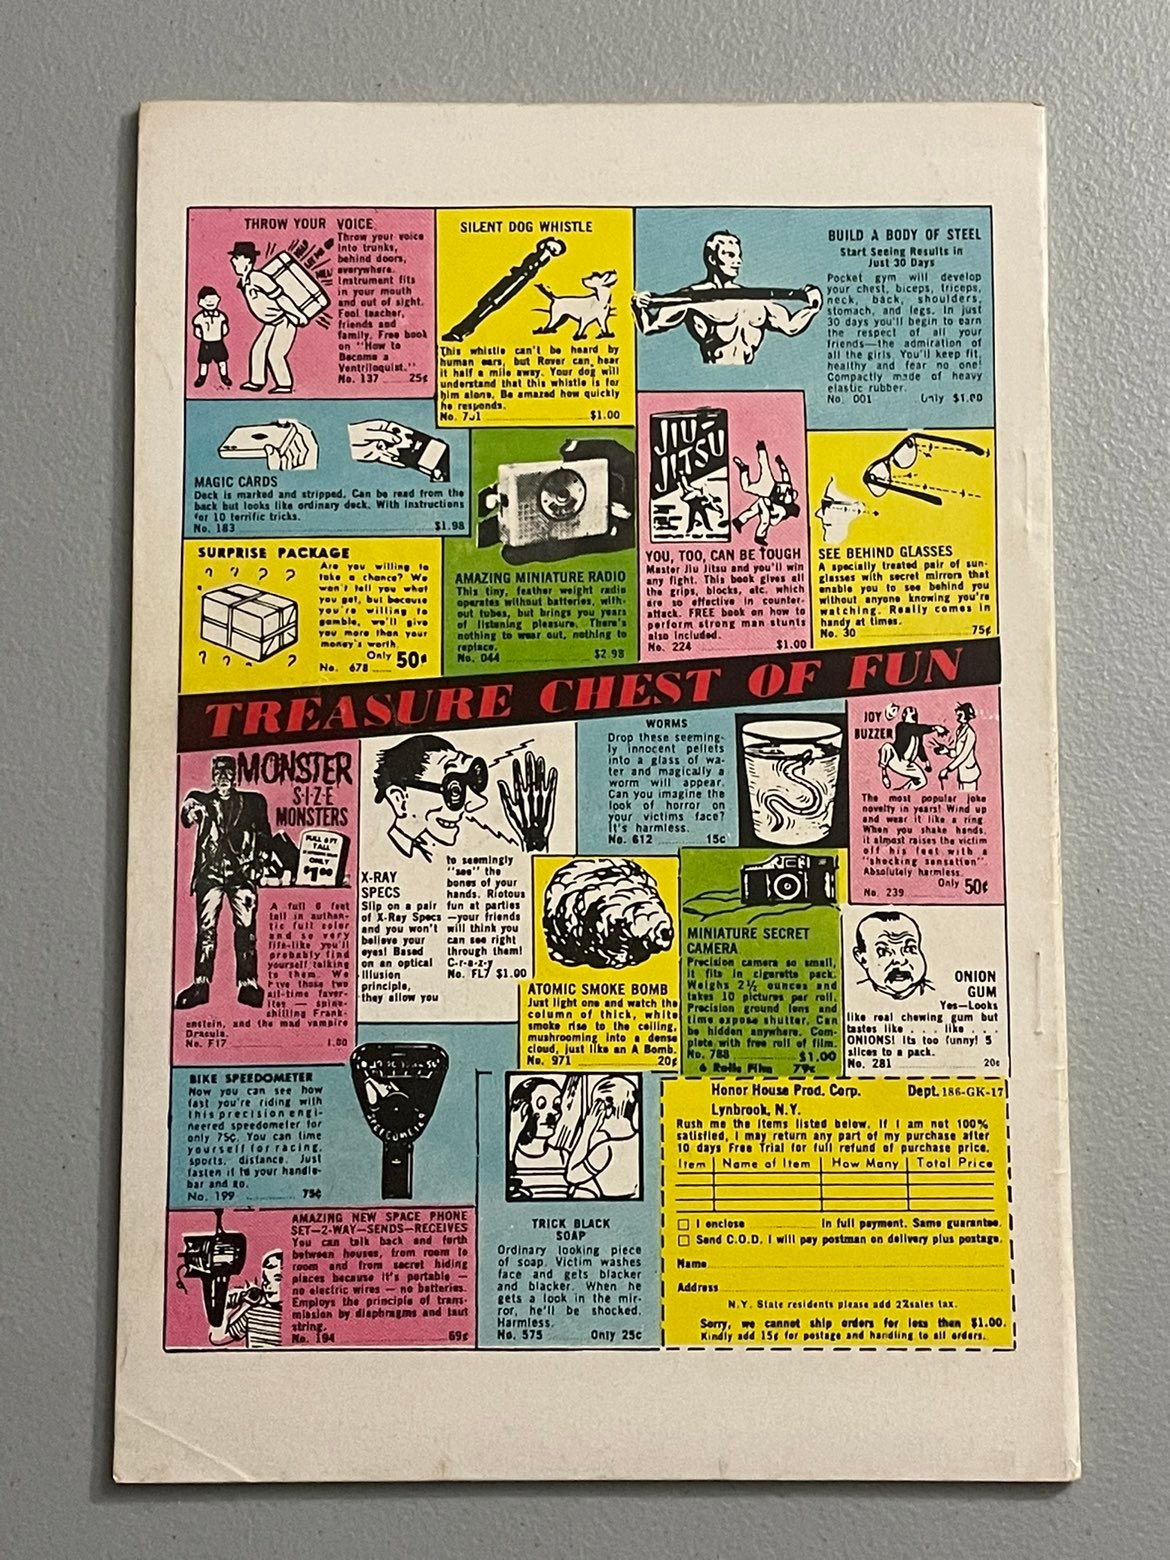 THROW YOUR VOICE
Throw your voice
into trunks,
behind doors,
everywhere.
Instrument fits
in your mouth
and out of sight.
Fool teacher,
friends and
family. Free book
on "How to
Become a
Ventriloquist."
No. 137 25¢
SILENT DOG WHISTLE
This whistle can't be heard by
human ears, but Rover can hear
it half a mile away. Your dog will
understand that this whistle is for
him alone. Be amazed how quickly
he responds.
No. $1.00
BUILD A BODY OF STEEL
Start Seeing Results in
Just 30 Days
Pocket gym will develop
your chest, biceps, triceps,
neck, back, shoulders,
stomach, and legs. In just
30 days you'll begin to earn
the respect of all your
friends—the admiration of
all the girls. You'll keep fit,
healthy and fear no one!
Compactly made of heavy
elastic rubber.
No. 001 Only $1.00
MAGIC CARDS
Deck is marked and stripped. Can be read from the
back but looks like ordinary deck. With instructions
for 10 terrific tricks.
No. 183 $1.98
SURPRISE PACKAGE
Are you willing to
take a chance? We
won't tell you what
you get, but because
you're willing to
gamble, we'll give
you more than your
money's worth.
Only 50¢
No. 678
? ? ? ?
? ? ? ?
AMAZING MINIATURE RADIO
This tiny, feather weight radio
operates without batteries, with-
out tubes, but brings you years
of listening pleasure. There's
nothing to wear out, nothing to
replace.
No. 044 $2.98
JIU-
JITSU
YOU, TOO, CAN BE TOUGH
Master Jiu Jitsu and you'll win
any fight. This book gives all
the grips, blocks, etc. which
are so effective in counter-
attack. FREE book on how to
perform strong man stunts
also included.
No. 224 $1.00
SEE BEHIND GLASSES
A specially treated pair of sun-
glasses with secret mirrors that
enable you to see behind you
without anyone knowing you're
watching. Really comes in
handy at times.
No. 30 75¢
TREASURE CHEST OF FUN
MONSTER
S-I-Z-E
MONSTERS
FULL 6 FT
TALL
ONLY
$1.00
A full 6 feet
tall in authen-
tic full color
and so very
life-like you'll
probably find
yourself talking
to them. We
have those two
all-time favor-
ites — spine-
chilling Frank-
enstein, and the mad vampire
Dracula.
No. F17 1.00
X-RAY
SPECS
Slip on a pair
of X-Ray Specs
and you won't
believe your
eyes! Based
on an optical
illusion
principle,
they allow you
to seemingly
"see" the
bones of your
hands. Riotous
fun at parties
—your friends
will think you
can see right
through them!
C-r-a-z-y
No. FL7 $1.00
WORMS
Drop these seeming-
ly innocent pellets
into a glass of wa-
ter and magically a
worm will appear.
Can you imagine the
look of horror on
your victims face?
It's harmless.
No. 612 15¢
JOY
BUZZER
The most popular joke
novelty in years! Wind up
and wear it like a ring.
When you shake hands,
it almost raises the victim
off his feet with a
"shocking sensation".
Absolutely harmless.
Only 50¢
No. 239
ATOMIC SMOKE BOMB
Just light one and watch the
column of thick, white
smoke rise to the ceiling,
mushrooming into a dense
cloud, just like an A Bomb.
No. 971 20¢
MINIATURE SECRET
CAMERA
Precision camera so small,
it fits in cigarette pack.
Weighs 2½ ounces and
takes 10 pictures per roll.
Precision ground lens and
time expose shutter. Can
be hidden anywhere. Com-
plete with free roll of film.
No. 788 $1.00
6 Rolls Film 79¢
ONION
GUM
Yes—Looks
like real chewing gum but
tastes like . . . like . . .
ONIONS! Its too funny! 5
slices to a pack.
No. 281 20¢
BIKE SPEEDOMETER
Now you can see how
fast you're riding with
this precision engi-
neered speedometer for
only 75¢. You can time
yourself for racing,
sports, distance. Just
fasten it to your handle-
bar and go.
No. 199 75¢
AMAZING NEW SPACE PHONE
SET—2-WAY—SENDS—RECEIVES
You can talk back and forth
between houses, from room to
room and from secret hiding
places because it's portable —
no electric wires — no batteries.
Employs the principle of trans-
mission by diaphragms and taut
string.
No. 194 69¢
TRICK BLACK
SOAP
Ordinary looking piece
of soap. Victim washes
face and gets blacker
and blacker. When he
gets a look in the mir-
ror, he'll be shocked.
Harmless.
No. 575 Only 25¢
Honor House Prod. Corp. Dept. 186-GK-17
Lynbrook, N.Y.
Rush me the items listed below. If I am not 100%
satisfied, I may return any part of my purchase after
10 days Free Trial for full refund of purchase price.
Item Name of Item How Many Total Price
I enclose in full payment. Same guarantee.
Send C.O.D. I will pay postman on delivery plus postage.
Name
Address
N.Y. State residents please add 2%sales tax.
Sorry, we cannot ship orders for less than $1.00.
Kindly add 15¢ for postage and handling to all orders.